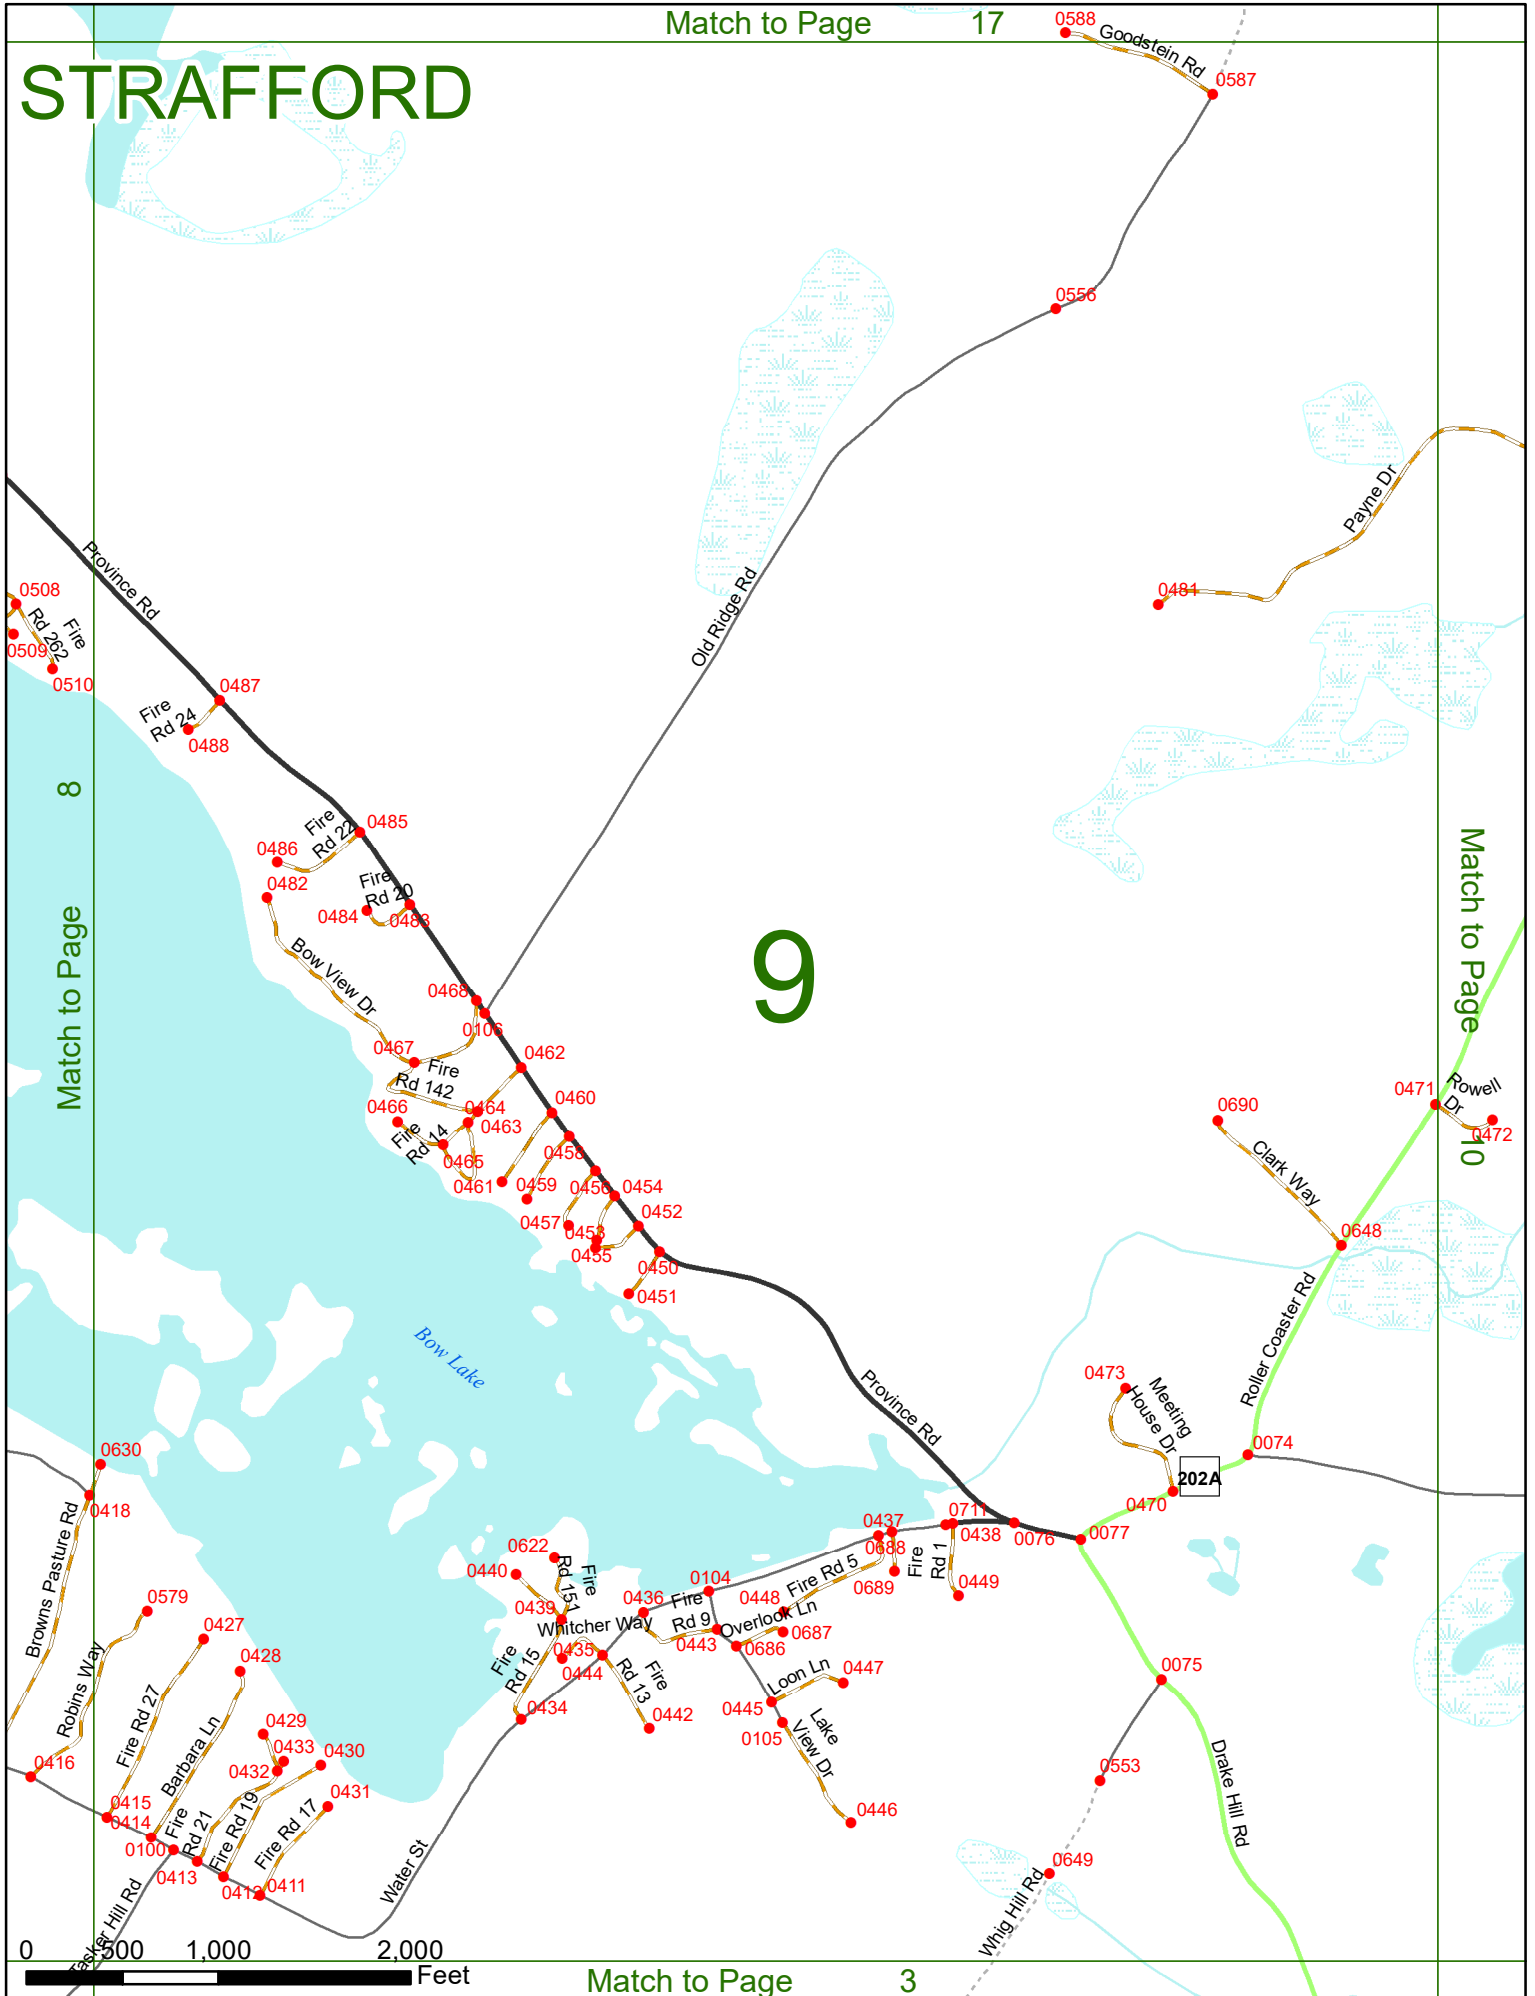 Match to Page 17
STRAFFORD
0588
Goodstein Rd
0587
0556
Payne Dr
0481
Province Rd
Old Ridge Rd
0508
Fire
Rd 262
0509
0510
0487
Fire
Rd 24
0488
8
Match to Page
Fire
Rd 22
0485
0486
0482
Fire
Rd 20
0484
0483
Bow View Dr
9
Match to Page
10
0468
0106
0467
Fire
Rd 142
0462
0466
0464
0463
0460
Fire
Rd 14
0465
0458
0461
0459
0456
0454
0457
0453
0452
0455
0450
0451
0471
Rowell
Dr
0472
0690
Clark Way
0648
Roller Coaster Rd
Bow Lake
Province Rd
0473
Meeting
House Dr
0074
202A
0470
0630
0418
Browns Pasture Rd
0437
0711
0438
0076
0077
0688
0622
0440
Fire
Rd 151
Fire Rd 5
0689
Fire
Rd 1
0449
0104
0448
0436
Fire
Rd 9
0439
Whitcher Way
Overlook Ln
0687
0443
0686
0579
0427
0428
Robins Way
Fire
Rd 15
0435
0444
Fire
Rd 13
0447
Loon Ln
0075
0445
0434
0442
0105
Lake
View Dr
Fire Rd 27
Barbara Ln
0429
0433
0430
0432
0431
0416
0553
Drake Hill Rd
0415
0414
Fire
Rd 21
Fire Rd 19
Fire Rd 17
0446
0100
0413
0412
0411
Water St
0649
Whig Hill Rd
Tasker Hill Rd
0 500 1,000 2,000
Feet
Match to Page 3